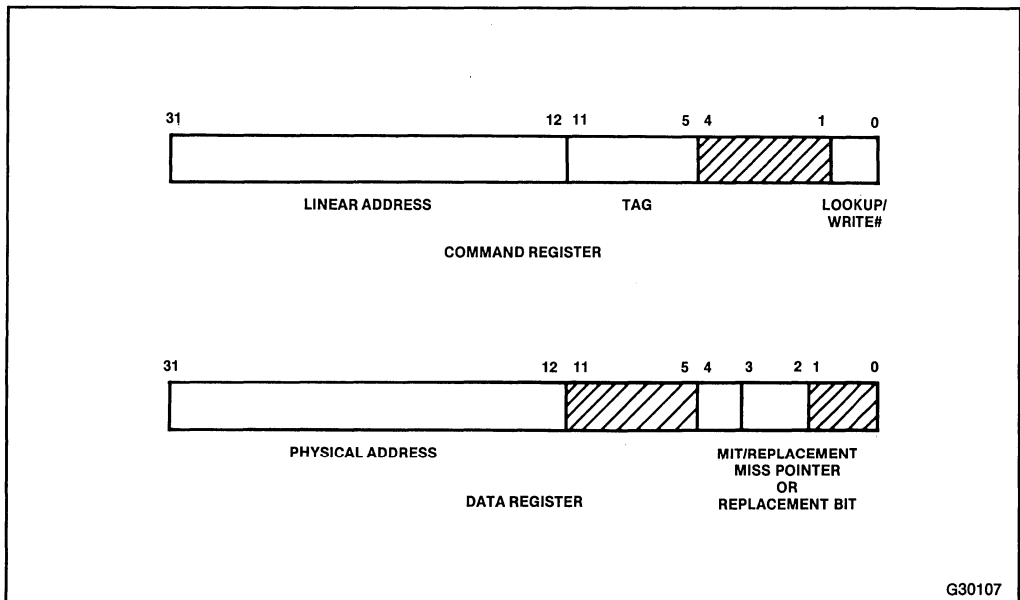 31 12 11 5 4 1 0
LINEAR ADDRESS TAG LOOKUP/
WRITE#
COMMAND REGISTER
31 12 11 5 4 3 2 1 0
PHYSICAL ADDRESS MIT/REPLACEMENT
MISS POINTER
OR
DATA REGISTER REPLACEMENT BIT
G30107